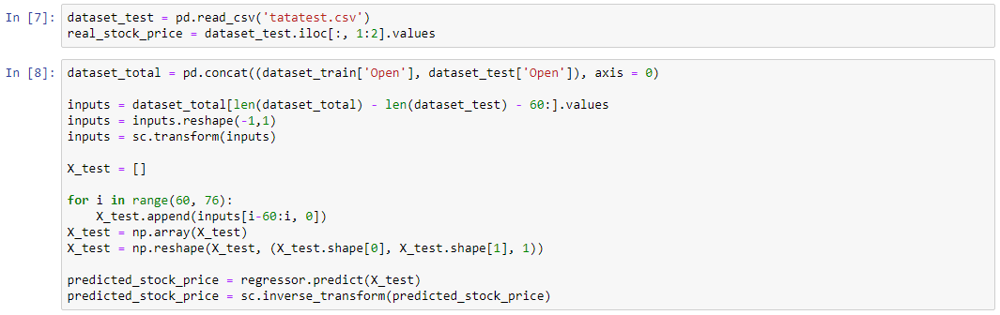 In [7]: dataset_test = pd.read_csv('tatatest.csv')
real_stock_price = dataset_test.iloc[:, 1:2].values
In [8]: dataset_total = pd.concat((dataset_train['Open'], dataset_test['Open']), axis = 0)
inputs = dataset_total[len(dataset_total) - len(dataset_test) - 60:].values
inputs = inputs.reshape(-1,1)
inputs = sc.transform(inputs)
X_test = []
for i in range(60, 76):
    X_test.append(inputs[i-60:i, 0])
X_test = np.array(X_test)
X_test = np.reshape(X_test, (X_test.shape[0], X_test.shape[1], 1))
predicted_stock_price = regressor.predict(X_test)
predicted_stock_price = sc.inverse_transform(predicted_stock_price)